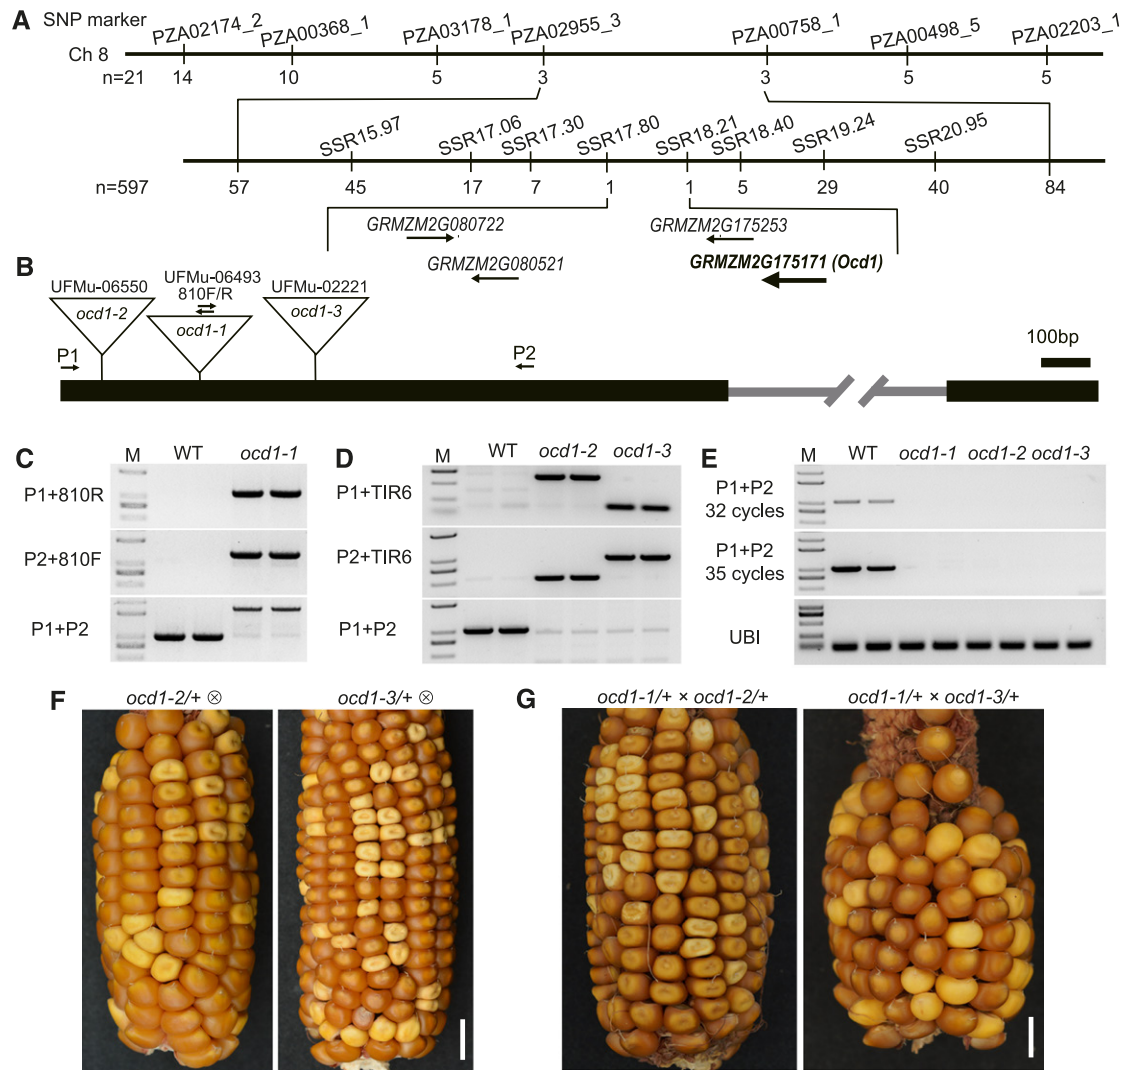 A
SNP marker
PZA02174_2
PZA00368_1
PZA03178_1
PZA02955_3
PZA00758_1
PZA00498_5
PZA02203_1
Ch 8
n=21
14
10
5
3
3
5
5
SSR15.97
SSR17.06
SSR17.30
SSR17.80
SSR18.21
SSR18.40
SSR19.24
SSR20.95
n=597
57
45
17
7
1
1
5
29
40
84
GRMZM2G080722
GRMZM2G175253
GRMZM2G080521
GRMZM2G175171 (Ocd1)
B
UFMu-06550
UFMu-06493
810F/R
UFMu-02221
ocd1-2
ocd1-1
ocd1-3
P1
P2
100bp
C
M
WT
ocd1-1
P1+810R
P2+810F
P1+P2
D
M
WT
ocd1-2
ocd1-3
P1+TIR6
P2+TIR6
P1+P2
E
M
WT
ocd1-1
ocd1-2
ocd1-3
P1+P2
32 cycles
P1+P2
35 cycles
UBI
F
ocd1-2/+ ⊗
ocd1-3/+ ⊗
G
ocd1-1/+ × ocd1-2/+
ocd1-1/+ × ocd1-3/+